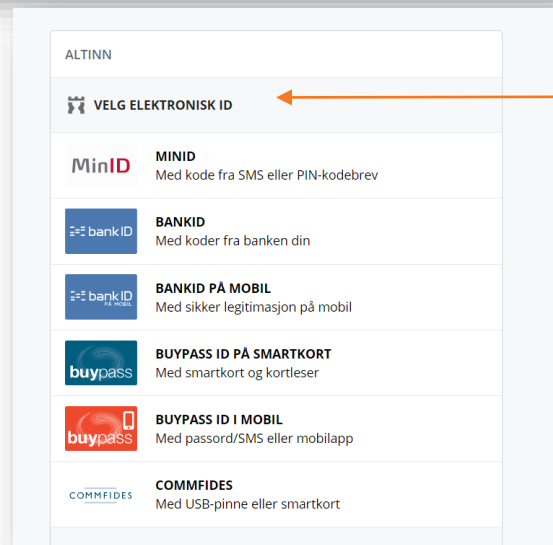 ALTINN
VELG ELEKTRONISK ID
MinID
MINID
Med kode fra SMS eller PIN-kodebrev
bankID
BANKID
Med koder fra banken din
bankID
PÅ MOBIL
BANKID PÅ MOBIL
Med sikker legitimasjon på mobil
buypass
BUYPASS ID PÅ SMARTKORT
Med smartkort og kortleser
buypass
BUYPASS ID I MOBIL
Med passord/SMS eller mobilapp
COMMFIDES
COMMFIDES
Med USB-pinne eller smartkort